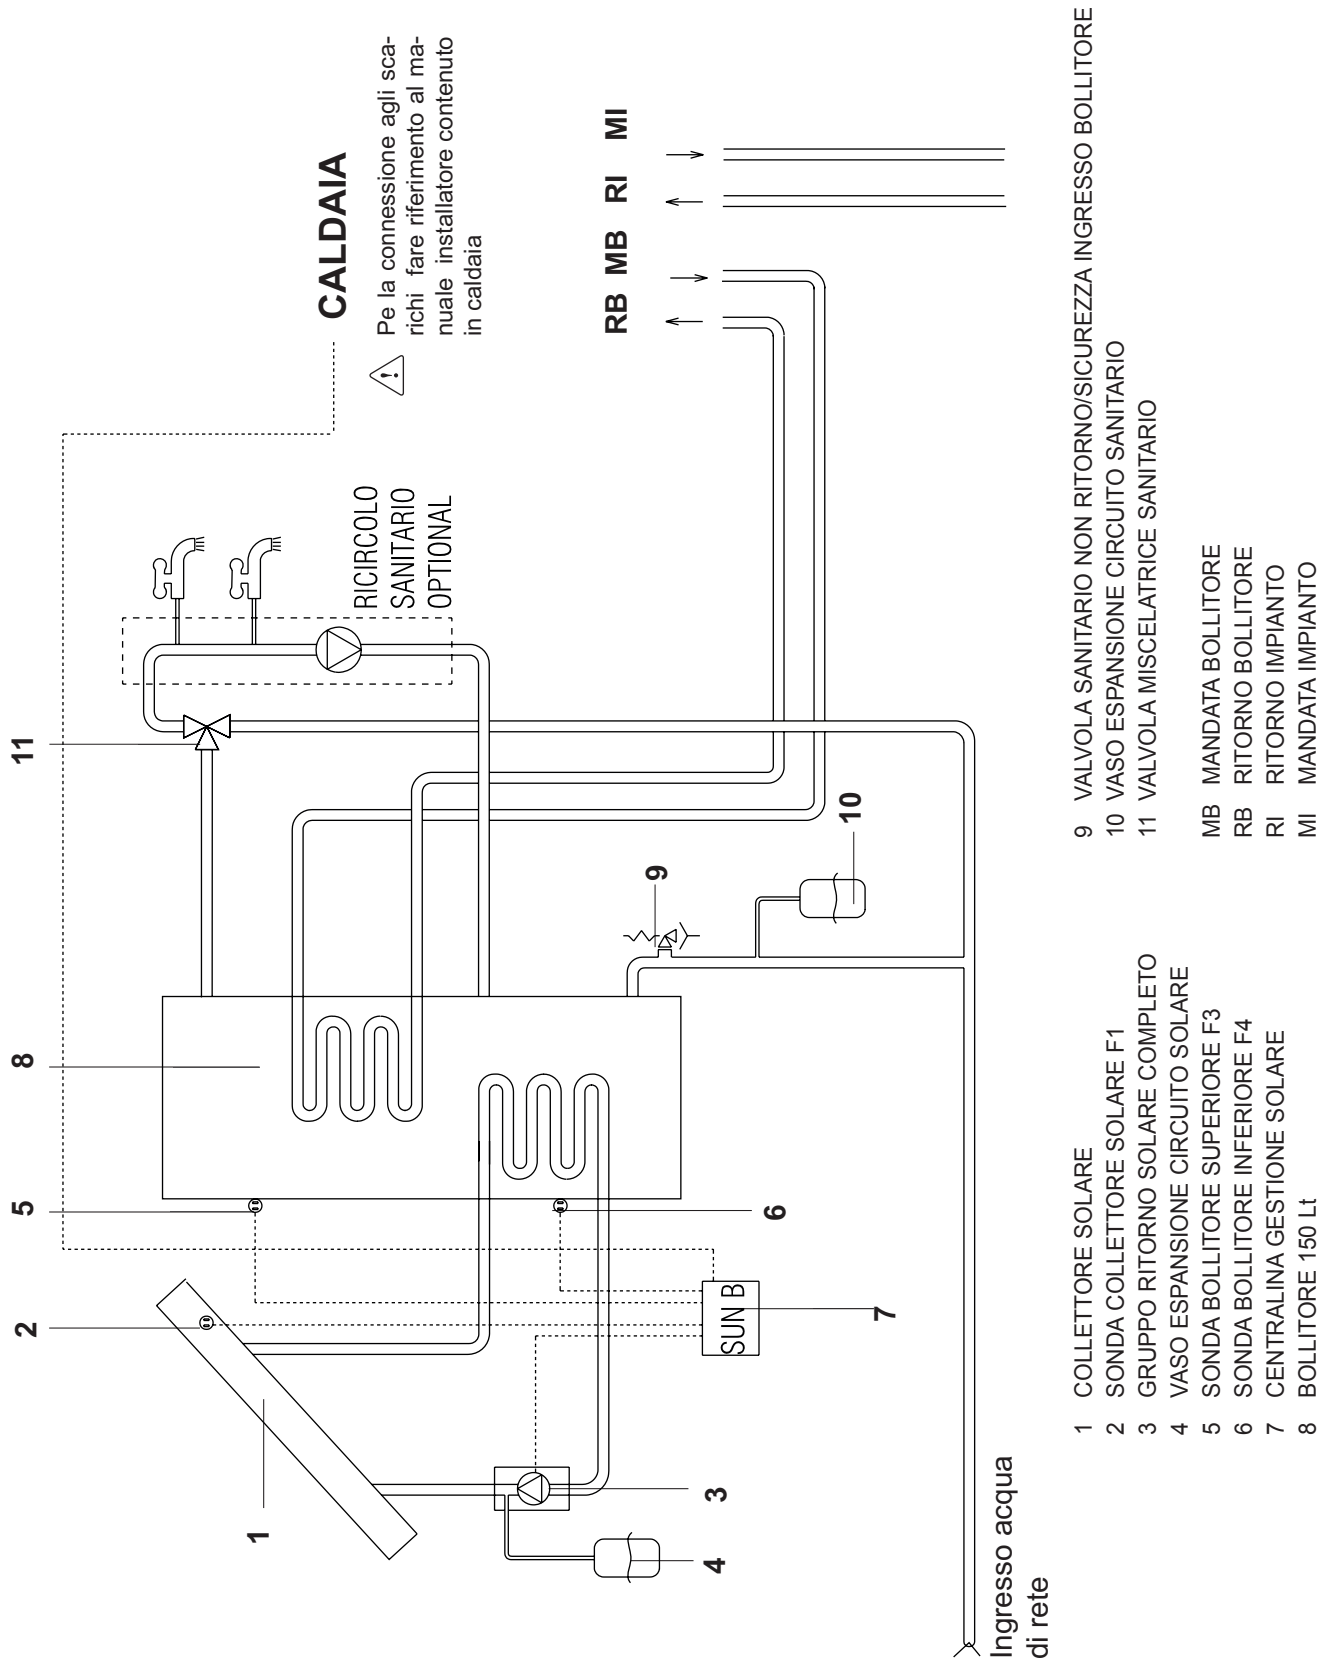 CALDAIA
Pe la connessione agli sca-
richi fare riferimento al ma-
nuale installatore contenuto
in caldaia
RICIRCOLO
SANITARIO
OPTIONAL
RB MB RI MI
11
8
5
2
1
10
9
6
7
SUN B
3
4
Ingresso acqua
di rete
1 COLLETTORE SOLARE
2 SONDA COLLETTORE SOLARE F1
3 GRUPPO RITORNO SOLARE COMPLETO
4 VASO ESPANSIONE CIRCUITO SOLARE
5 SONDA BOLLITORE SUPERIORE F3
6 SONDA BOLLITORE INFERIORE F4
7 CENTRALINA GESTIONE SOLARE
8 BOLLITORE 150 Lt
9 VALVOLA SANITARIO NON RITORNO/SICUREZZA INGRESSO BOLLITORE
10 VASO ESPANSIONE CIRCUITO SANITARIO
11 VALVOLA MISCELATRICE SANITARIO
MB MANDATA BOLLITORE
RB RITORNO BOLLITORE
RI RITORNO IMPIANTO
MI MANDATA IMPIANTO